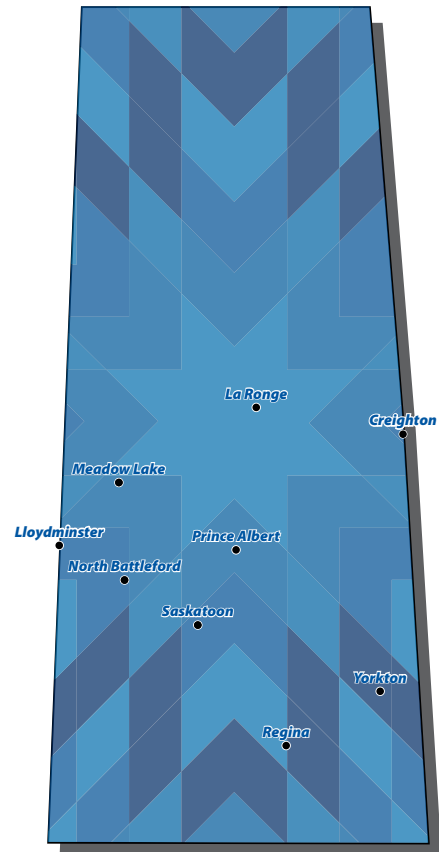 La Ronge
Creighton
Meadow Lake
Lloydminster
Prince Albert
North Battleford
Saskatoon
Yorkton
Regina